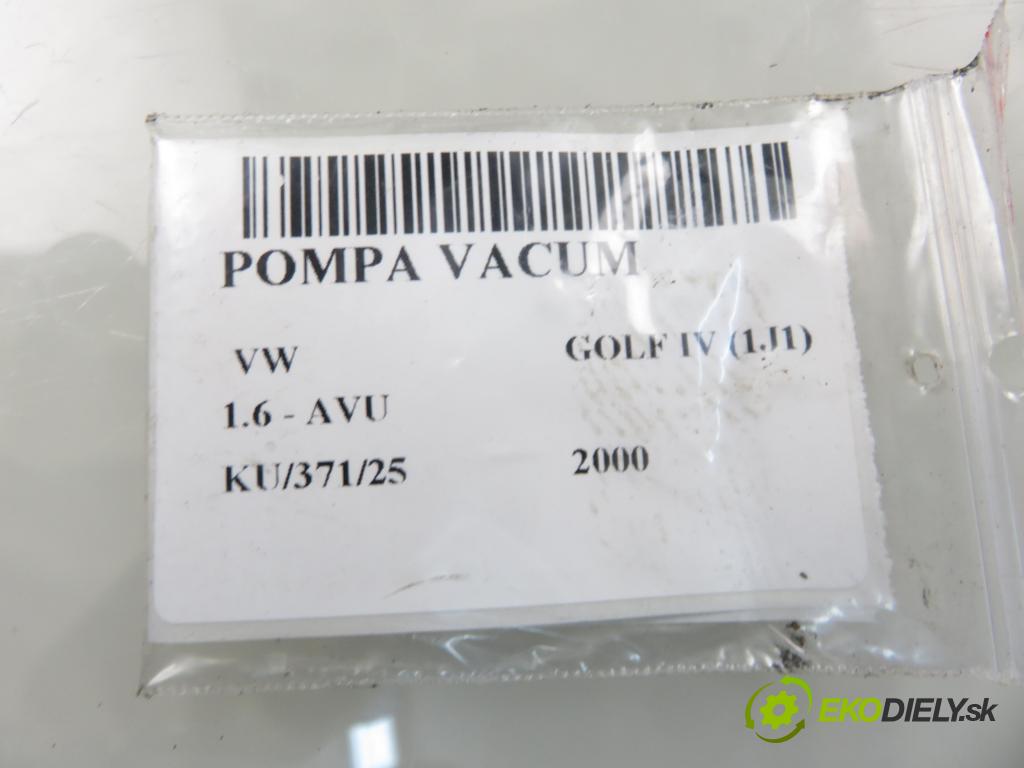 POMPA VACUM
VW GOLF IV (1J1)
1.6 - AVU
KU/371/25 2000
EKODIELY.sk